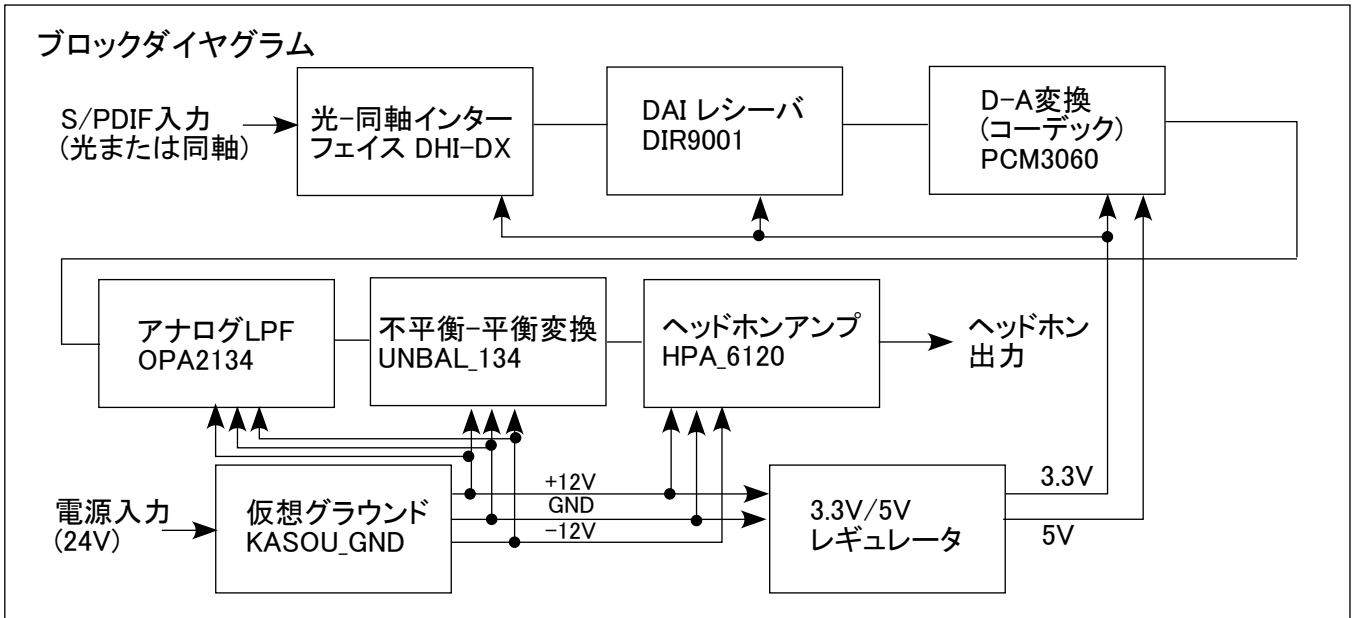 ブロックダイヤグラム
S/PDIF入力
(光または同軸)
光-同軸インター
フェイス DHI-DX
DAI レシーバ
DIR9001
D-A変換
(コーデック)
PCM3060
アナログLPF
OPA2134
不平衡-平衡変換
UNBAL_134
ヘッドホンアンプ
HPA_6120
ヘッドホン
出力
電源入力
(24V)
仮想グラウンド
KASOU_GND
+12V
GND
-12V
3.3V/5V
レギュレータ
3.3V
5V